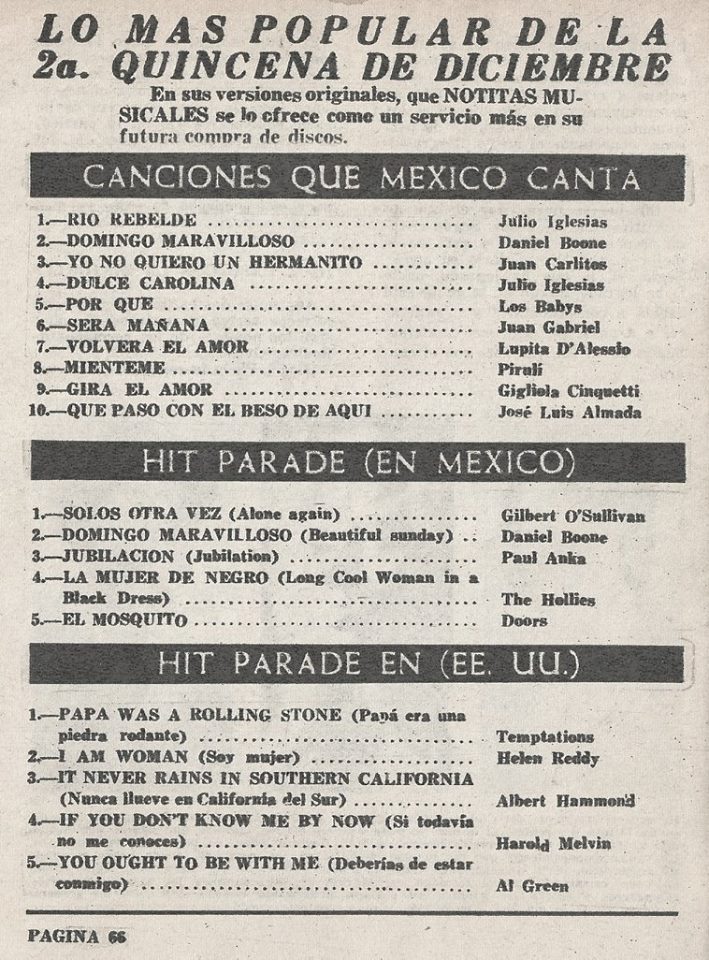 LO MAS POPULAR DE LA
2a. QUINCENA DE DICIEMBRE
En sus versiones originales, que NOTITAS MU-
SICALES se lo ofrece como un servicio más en su
futura compra de discos.
CANCIONES QUE MEXICO CANTA
1.—RIO REBELDE ........................ Julio Iglesias
2.—DOMINGO MARAVILLOSO ............... Daniel Boone
3.—YO NO QUIERO UN HERMANITO ......... Juan Carlitos
4.—DULCE CAROLINA .................... Julio Iglesias
5.—POR QUE ........................... Los Babys
6.—SERA MAÑANA ....................... Juan Gabriel
7.—VOLVERA EL AMOR ................... Lupita D'Alessio
8.—MIENTEME .......................... Pirulí
9.—GIRA EL AMOR ...................... Gigliola Cinquetti
10.—QUE PASO CON EL BESO DE AQUI .......... José Luis Almada
HIT PARADE (EN MEXICO)
1.—SOLOS OTRA VEZ (Alone again) .............. Gilbert O'Sullivan
2.—DOMINGO MARAVILLOSO (Beautiful sunday) .. Daniel Boone
3.—JUBILACION (Jubilation) .................. Paul Anka
4.—LA MUJER DE NEGRO (Long Cool Woman in a
Black Dress) ............................ The Hollies
5.—EL MOSQUITO ............................ Doors
HIT PARADE EN (EE. UU.)
1.—PAPA WAS A ROLLING STONE (Papá era una
piedra rodante) .......................... Temptations
2.—I AM WOMAN (Soy mujer) ................ Helen Reddy
3.—IT NEVER RAINS IN SOUTHERN CALIFORNIA
(Nunca llueve en California del Sur) ............ Albert Hammond
4.—IF YOU DON'T KNOW ME BY NOW (Si todavía
no me conoces) ......................... Harold Melvin
5.—YOU OUGHT TO BE WITH ME (Deberías de estar
conmigo) .............................. Al Green
PAGINA 66